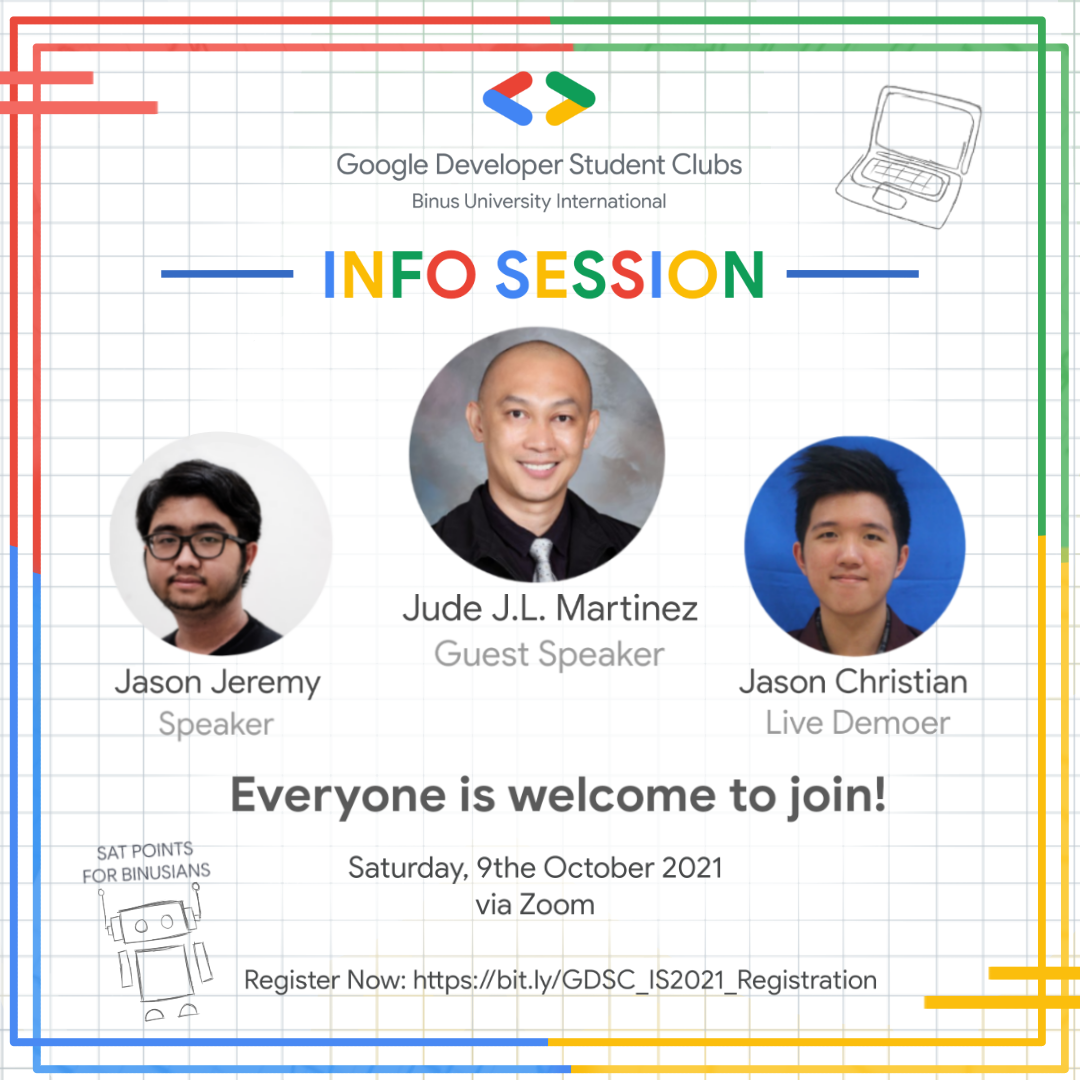 Google Developer Student Clubs
Binus University International
INFO SESSION
Jude J.L. Martinez
Guest Speaker
Jason Jeremy
Speaker
Jason Christian
Live Demoer
Everyone is welcome to join!
SAT POINTS
FOR BINUSIANS
Saturday, 9the October 2021
via Zoom
Register Now: https://bit.ly/GDSC_IS2021_Registration